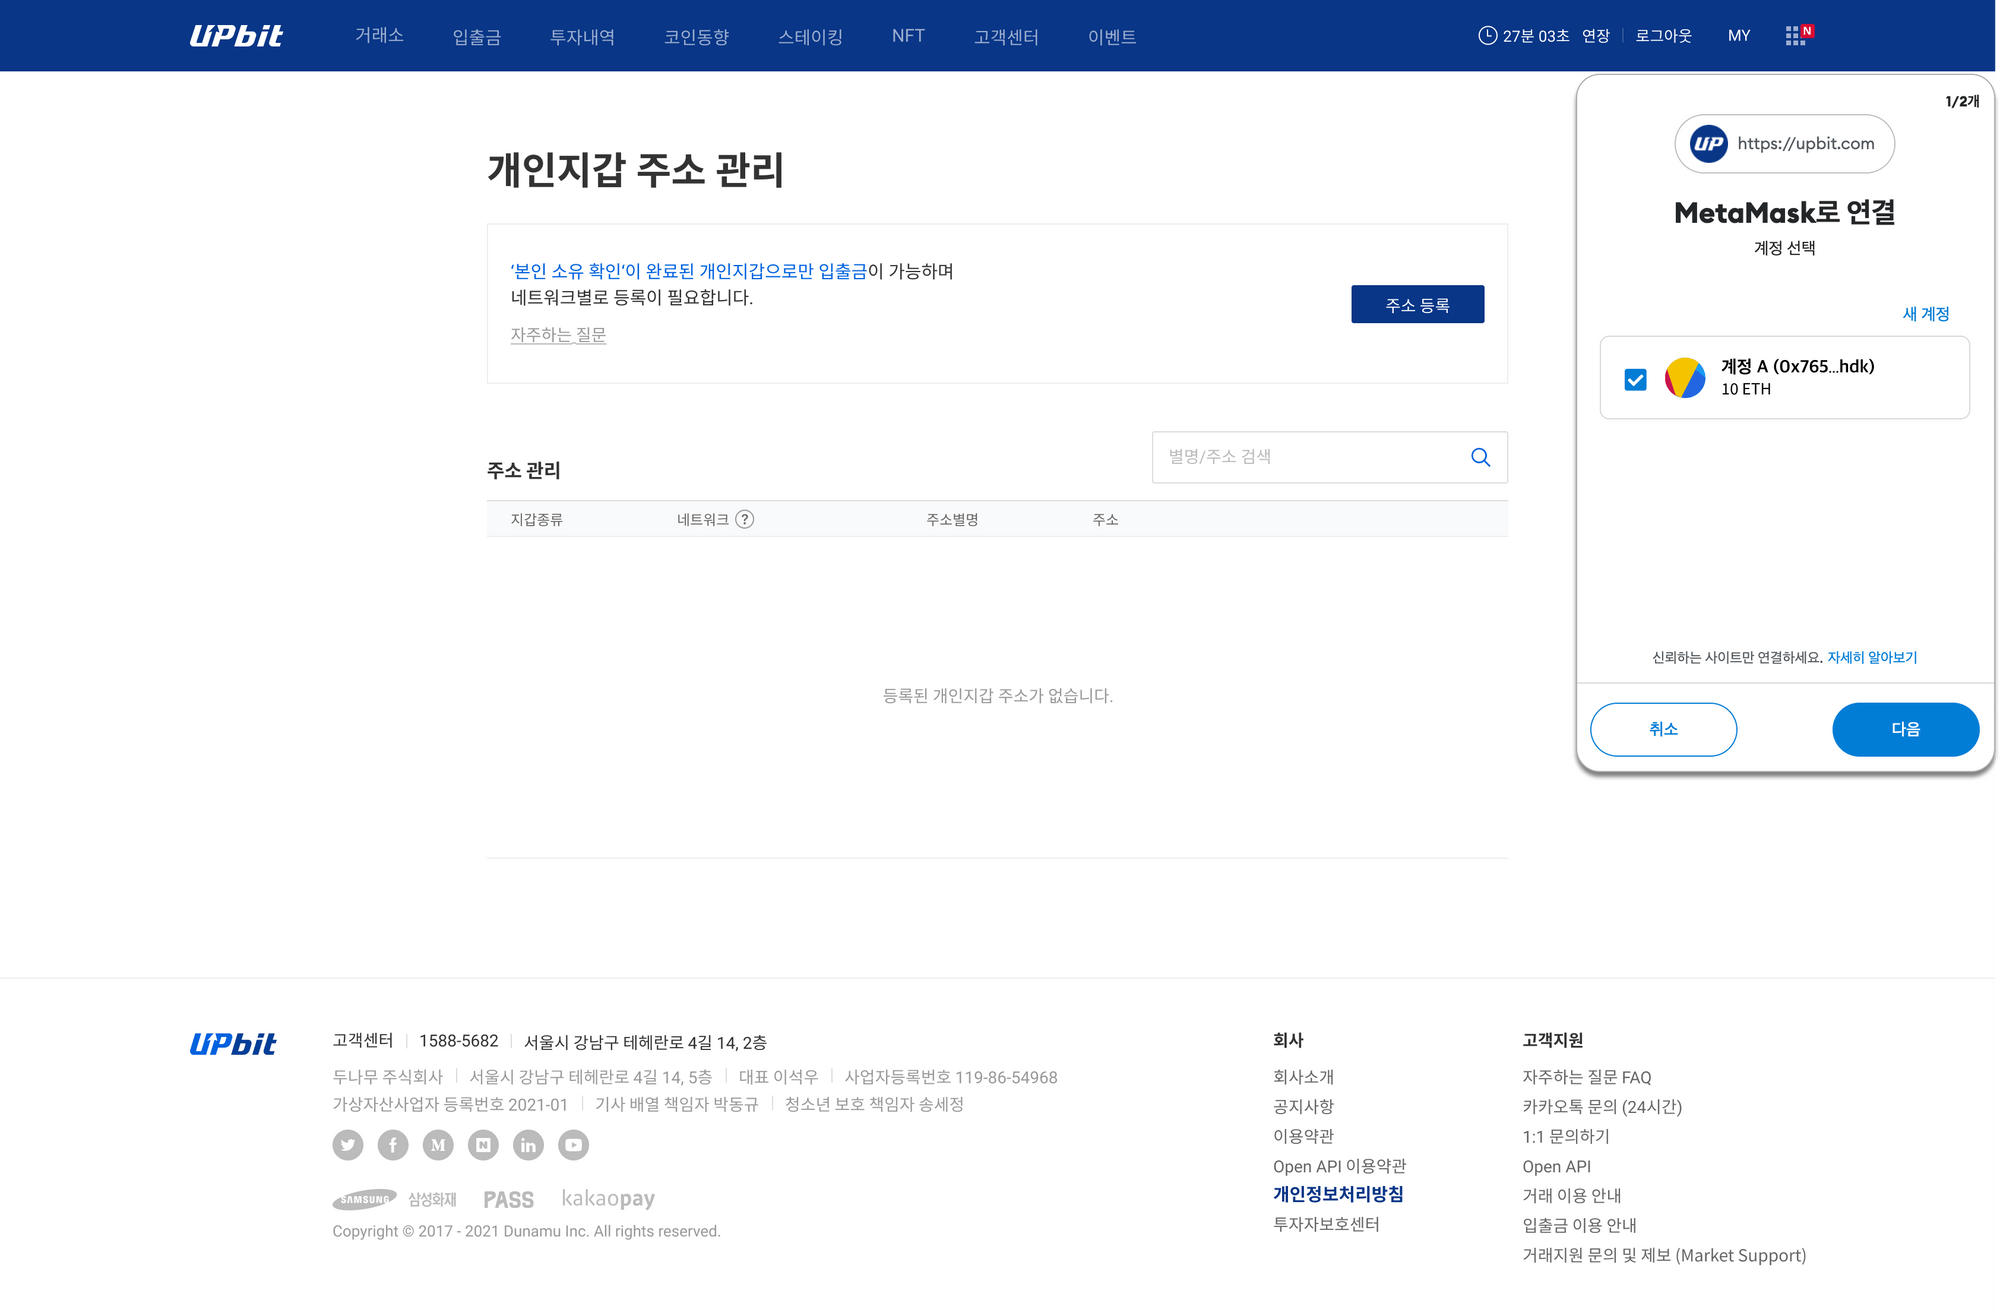 UPbit
거래소 입출금 투자내역 코인동향 스테이킹 NFT 고객센터 이벤트
27분 03초 연장 로그아웃 MY N
개인지갑 주소 관리
‘본인 소유 확인‘이 완료된 개인지갑으로만 입출금이 가능하며
네트워크별로 등록이 필요합니다.
자주하는 질문
주소 등록
주소 관리
별명/주소 검색
지갑종류 네트워크 ? 주소별명 주소
등록된 개인지갑 주소가 없습니다.
1/2개
UP https://upbit.com
MetaMask로 연결
계정 선택
새 계정
계정 A (0x765...hdk)
10 ETH
신뢰하는 사이트만 연결하세요. 자세히 알아보기
취소 다음
UPbit
고객센터 1588-5682 서울시 강남구 테헤란로 4길 14, 2층
두나무 주식회사 서울시 강남구 테헤란로 4길 14, 5층 대표 이석우 사업자등록번호 119-86-54968
가상자산사업자 등록번호 2021-01 기사 배열 책임자 박동규 청소년 보호 책임자 송세정
f M N in
SAMSUNG 삼성화재 PASS kakaopay
Copyright © 2017 - 2021 Dunamu Inc. All rights reserved.
회사
회사소개
공지사항
이용약관
Open API 이용약관
개인정보처리방침
투자자보호센터
고객지원
자주하는 질문 FAQ
카카오톡 문의 (24시간)
1:1 문의하기
Open API
거래 이용 안내
입출금 이용 안내
거래지원 문의 및 제보 (Market Support)